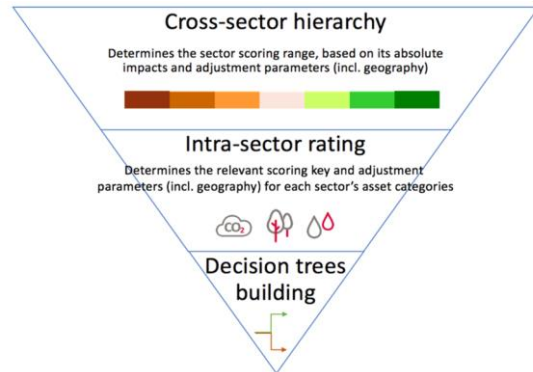 Cross-sector hierarchy
Determines the sector scoring range, based on its absolute
impacts and adjustment parameters (incl. geography)
Intra-sector rating
Determines the relevant scoring key and adjustment
parameters (incl. geography) for each sector's asset categories
CO2
Decision trees
building